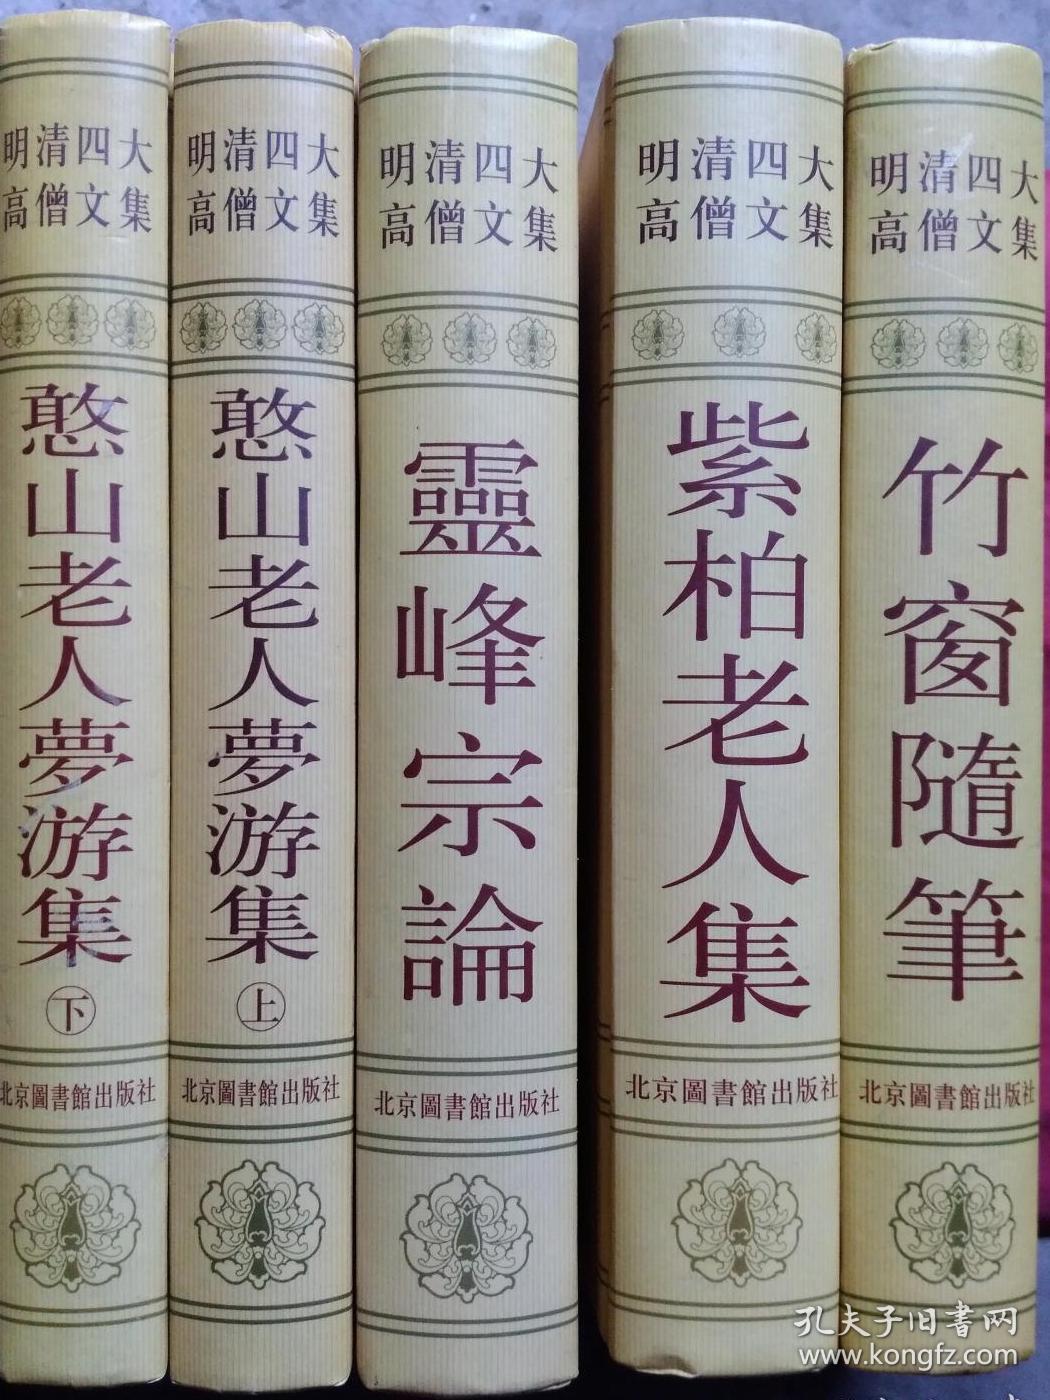 明清四大
高僧文集
憨山老人夢游集
下
北京圖書館出版社
明清四大
高僧文集
憨山老人夢游集
上
北京圖書館出版社
明清四大
高僧文集
靈峰宗論
北京圖書館出版社
明清四大
高僧文集
紫柏老人集
北京圖書館出版社
明清四大
高僧文集
竹窗隨筆
北京圖書館出版社
孔夫子旧书网
www.kongfz.com